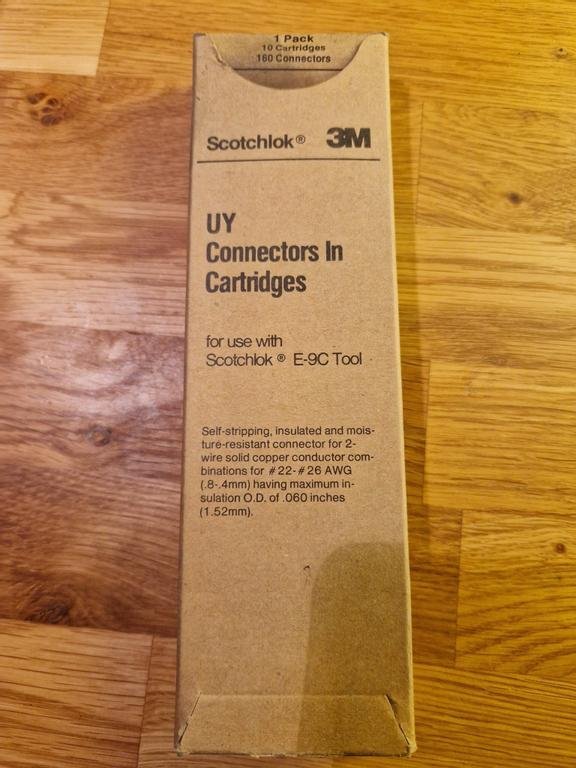 1 Pack
10 Cartridges
160 Connectors
Scotchlok® 3M
UY
Connectors In
Cartridges
for use with
Scotchlok ® E-9C Tool
Self-stripping, insulated and mois-
ture-resistant connector for 2-
wire solid copper conductor com-
binations for #22-#26 AWG
(.8-.4mm) having maximum in-
sulation O.D. of .060 inches
(1.52mm).